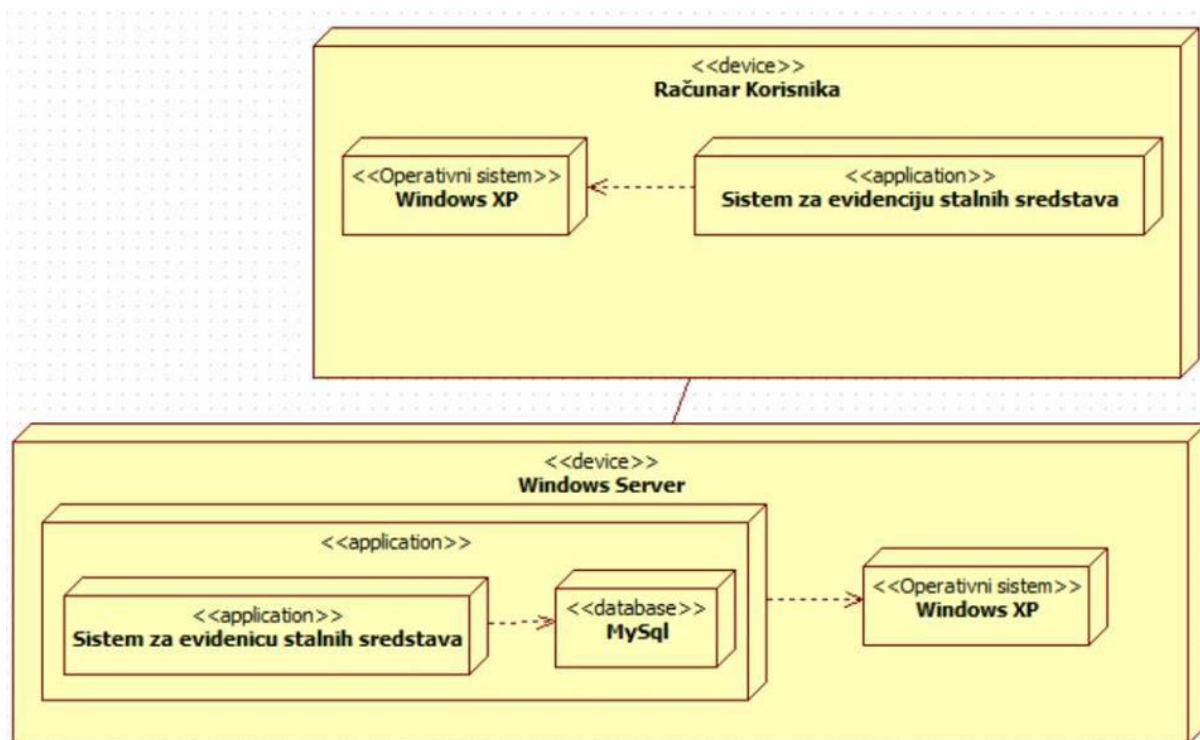 <<device>>
Računar Korisnika
<<Operativni sistem>>
Windows XP
<<application>>
Sistem za evidenciju stalnih sredstava
<<device>>
Windows Server
<<application>>
<<application>>
Sistem za evidenicu stalnih sredstava
<<database>>
MySql
<<Operativni sistem>>
Windows XP